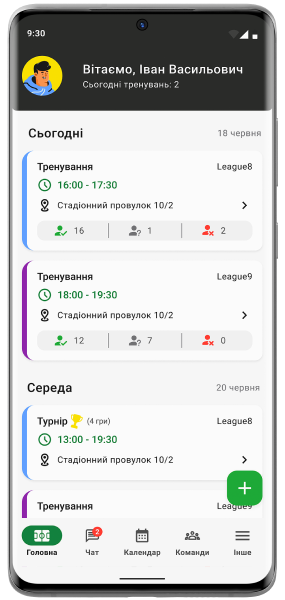 9:30
Вітаємо, Іван Васильович
Сьогодні тренувань: 2
Сьогодні 18 червня
Тренування League8
16:00 - 17:30
Стадіонний провулок 10/2
16 1 2
Тренування League9
18:00 - 19:30
Стадіонний провулок 10/2
12 7 0
Середа 20 червня
Турнір (4 гри) League8
13:00 - 19:30
Стадіонний провулок 10/2
Тренування League9
2
Головна Чат Календар Команди Інше